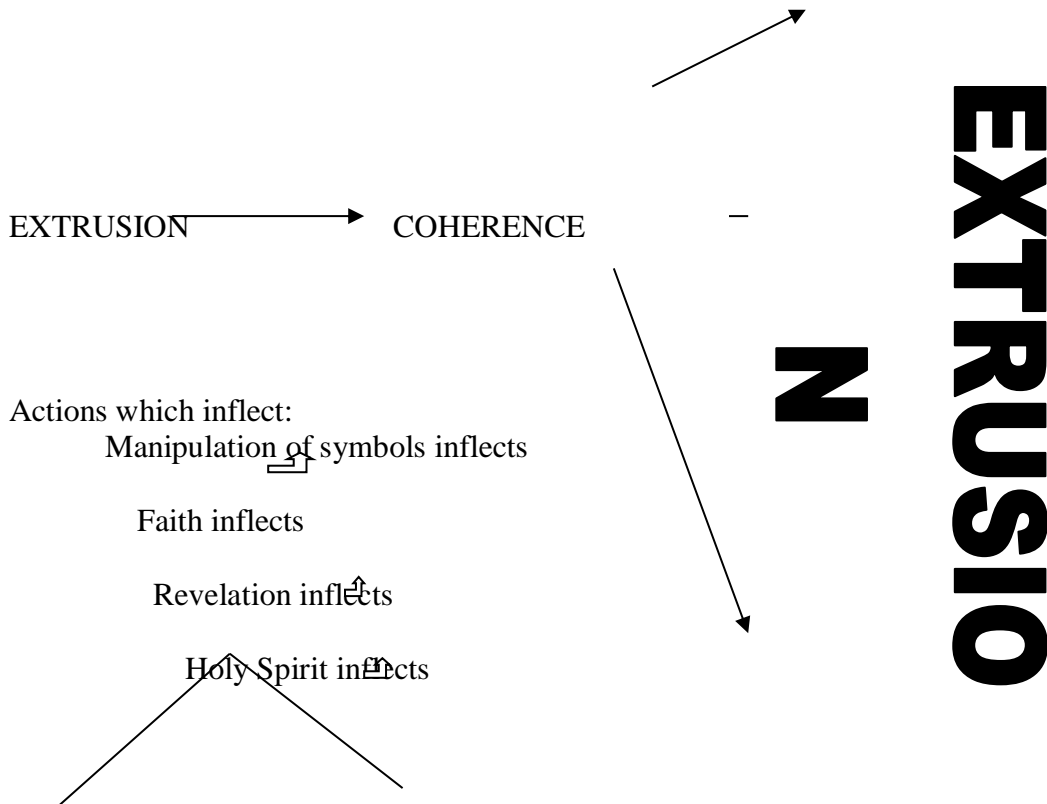 EXTRUSION COHERENCE
Actions which inflect:
Manipulation of symbols inflects
Faith inflects
Revelation inflects
Holy Spirit inflects
EXTRUSIO
N